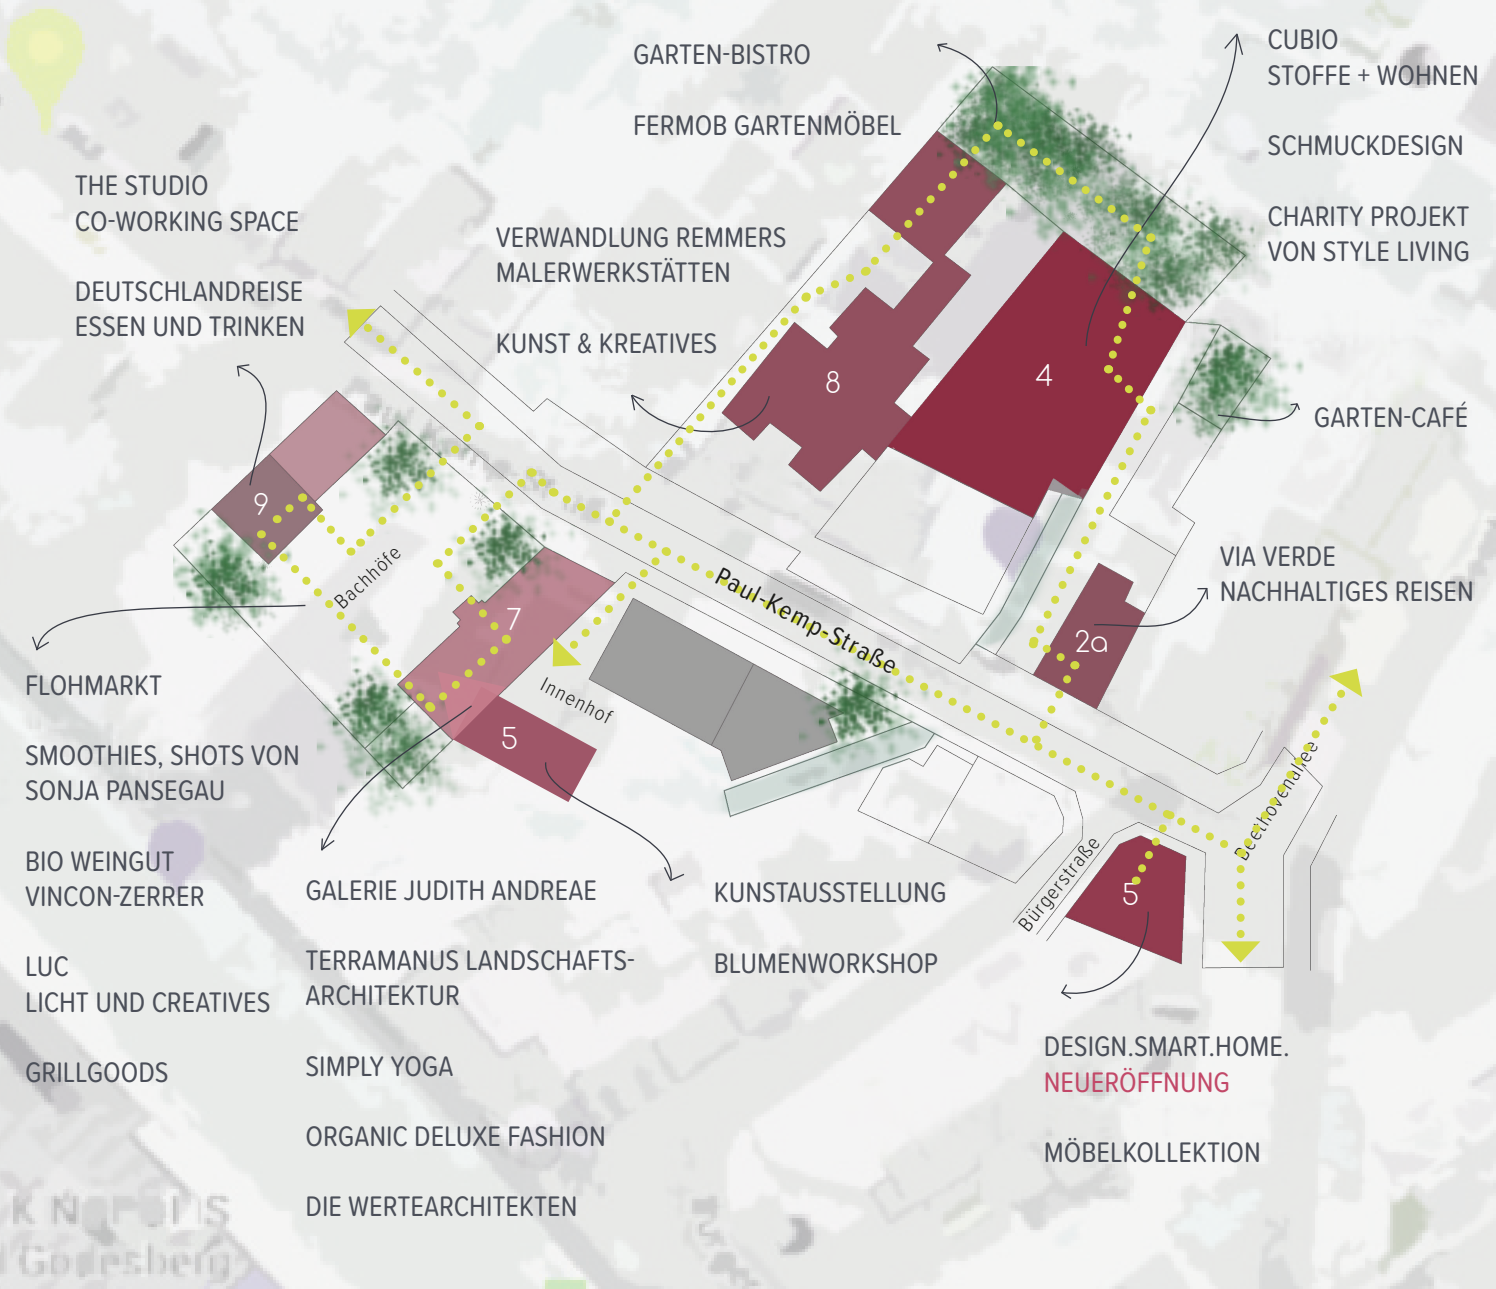 GARTEN-BISTRO
FERMOB GARTENMÖBEL
CUBIO
STOFFE + WOHNEN
SCHMUCKDESIGN
CHARITY PROJEKT
VON STYLE LIVING
THE STUDIO
CO-WORKING SPACE
DEUTSCHLANDREISE
ESSEN UND TRINKEN
VERWANDLUNG REMMERS
MALERWERKSTÄTTEN
KUNST & KREATIVES
8
4
GARTEN-CAFÉ
9
Bachhöfe
7
Paul-Kemp-Straße
VIA VERDE
NACHHALTIGES REISEN
2a
Innenhof
5
Beethovenallee
Bürgerstraße
5
FLOHMARKT
SMOOTHIES, SHOTS VON
SONJA PANSEGAU
BIO WEINGUT
VINCON-ZERRER
LUC
LICHT UND CREATIVES
GRILLGOODS
GALERIE JUDITH ANDREAE
TERRAMANUS LANDSCHAFTS-
ARCHITEKTUR
SIMPLY YOGA
ORGANIC DELUXE FASHION
DIE WERTEARCHITEKTEN
KUNSTAUSSTELLUNG
BLUMENWORKSHOP
DESIGN.SMART.HOME.
NEUERÖFFNUNG
MÖBELKOLLEKTION
Godesberg